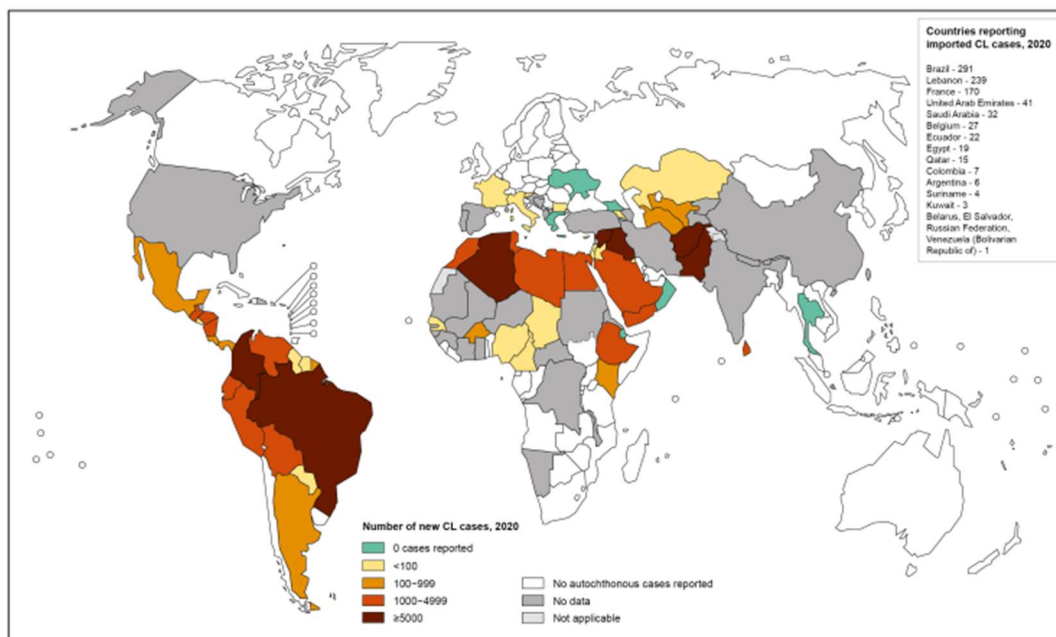 Countries reporting
imported CL cases, 2020
Brazil - 291
Lebanon - 239
France - 170
United Arab Emirates - 41
Saudi Arabia - 32
Belgium - 27
Ecuador - 22
Egypt - 19
Qatar - 15
Colombia - 7
Argentina - 6
Suriname - 4
Kuwait - 3
Belarus, El Salvador,
Russian Federation,
Venezuela (Bolivarian
Republic of) - 1
Number of new CL cases, 2020
0 cases reported
<100
100–999
1000–4999
≥5000
No autochthonous cases reported
No data
Not applicable